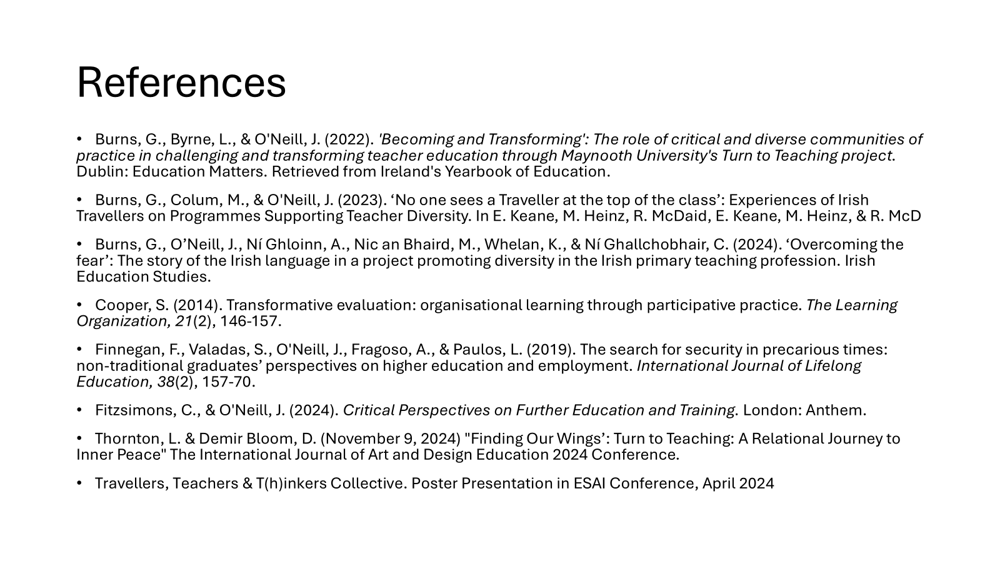 References
• Burns, G., Byrne, L., & O'Neill, J. (2022). 'Becoming and Transforming': The role of critical and diverse communities of
practice in challenging and transforming teacher education through Maynooth University's Turn to Teaching project.
Dublin: Education Matters. Retrieved from Ireland's Yearbook of Education.
• Burns, G., Colum, M., & O'Neill, J. (2023). ‘No one sees a Traveller at the top of the class’: Experiences of Irish
Travellers on Programmes Supporting Teacher Diversity. In E. Keane, M. Heinz, R. McDaid, E. Keane, M. Heinz, & R. McD
• Burns, G., O’Neill, J., Ní Ghloinn, A., Nic an Bhaird, M., Whelan, K., & Ní Ghallchobhair, C. (2024). ‘Overcoming the
fear’: The story of the Irish language in a project promoting diversity in the Irish primary teaching profession. Irish
Education Studies.
• Cooper, S. (2014). Transformative evaluation: organisational learning through participative practice. The Learning
Organization, 21(2), 146-157.
• Finnegan, F., Valadas, S., O'Neill, J., Fragoso, A., & Paulos, L. (2019). The search for security in precarious times:
non-traditional graduates’ perspectives on higher education and employment. International Journal of Lifelong
Education, 38(2), 157-70.
• Fitzsimons, C., & O'Neill, J. (2024). Critical Perspectives on Further Education and Training. London: Anthem.
• Thornton, L. & Demir Bloom, D. (November 9, 2024) "Finding Our Wings’: Turn to Teaching: A Relational Journey to
Inner Peace" The International Journal of Art and Design Education 2024 Conference.
• Travellers, Teachers & T(h)inkers Collective. Poster Presentation in ESAI Conference, April 2024